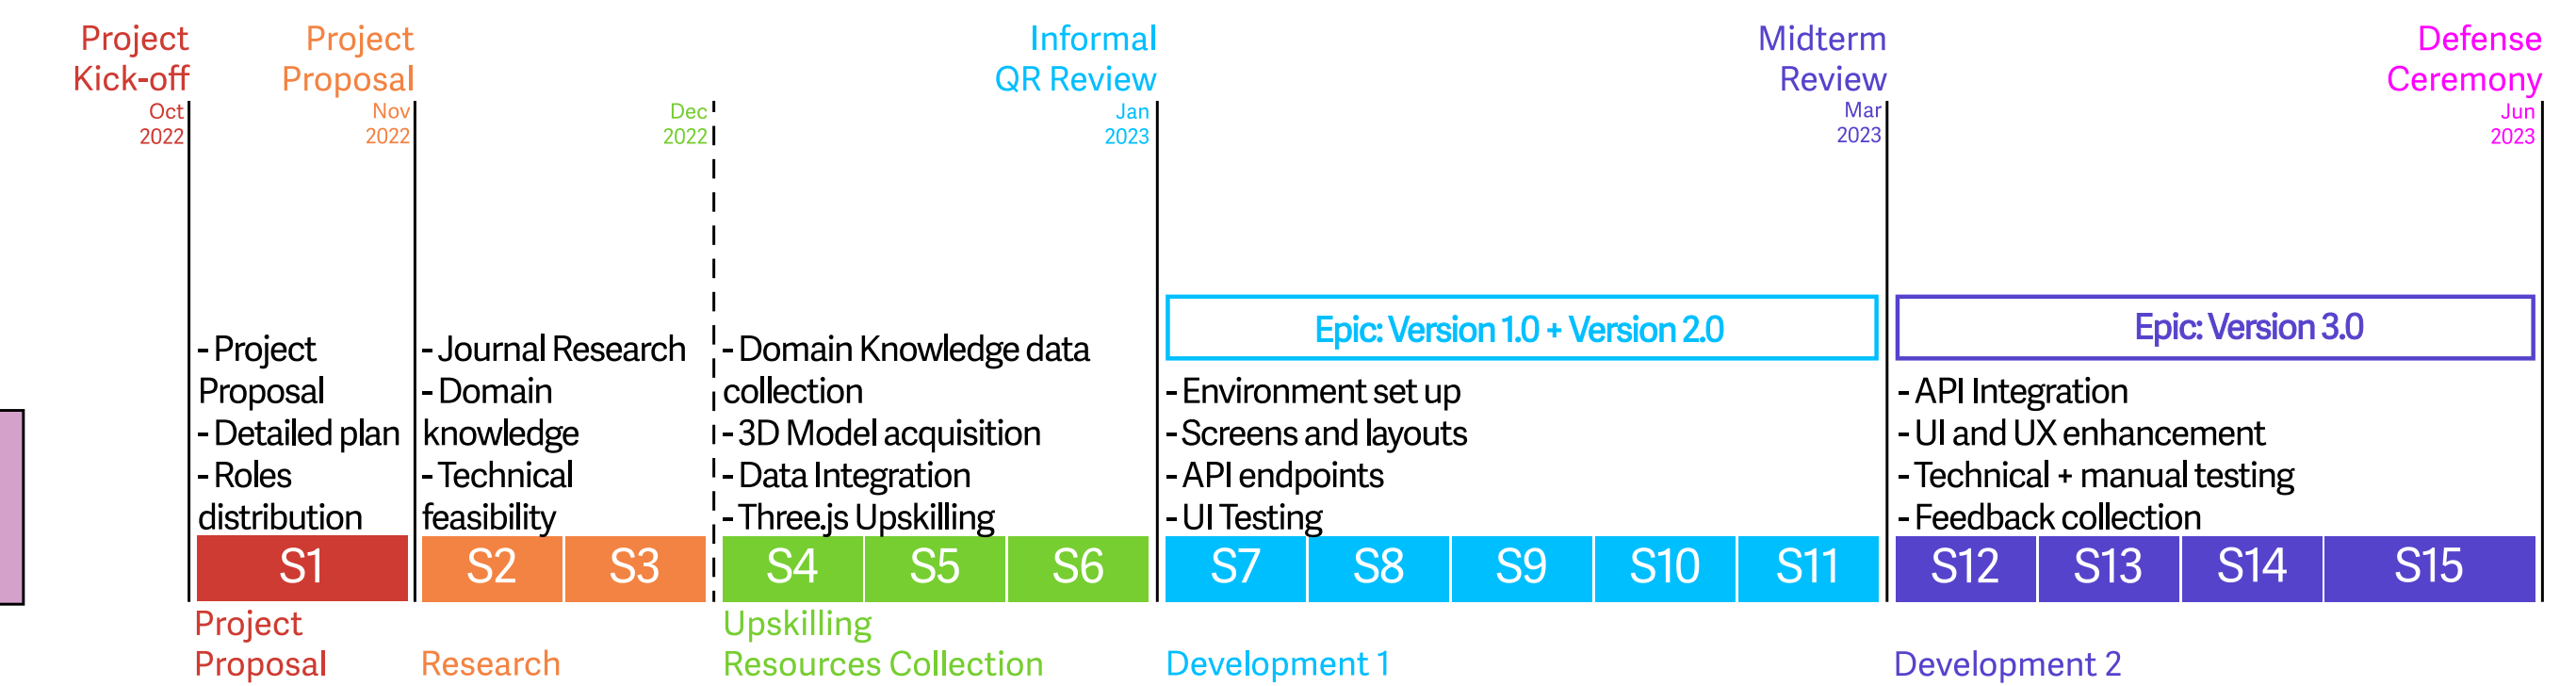 Project
Kick-off
Oct
2022
Project
Proposal
Nov
2022
Dec
2022
Informal
QR Review
Jan
2023
Midterm
Review
Mar
2023
Defense
Ceremony
Jun
2023
- Project
Proposal
- Detailed plan
- Roles
distribution
- Journal Research
- Domain
knowledge
- Technical
feasibility
- Domain Knowledge data
collection
- 3D Model acquisition
- Data Integration
- Three.js Upskilling
Epic: Version 1.0 + Version 2.0
- Environment set up
- Screens and layouts
- API endpoints
- UI Testing
Epic: Version 3.0
- API Integration
- UI and UX enhancement
- Technical + manual testing
- Feedback collection
S1
S2
S3
S4
S5
S6
S7
S8
S9
S10
S11
S12
S13
S14
S15
Project
Proposal
Research
Upskilling
Resources Collection
Development 1
Development 2